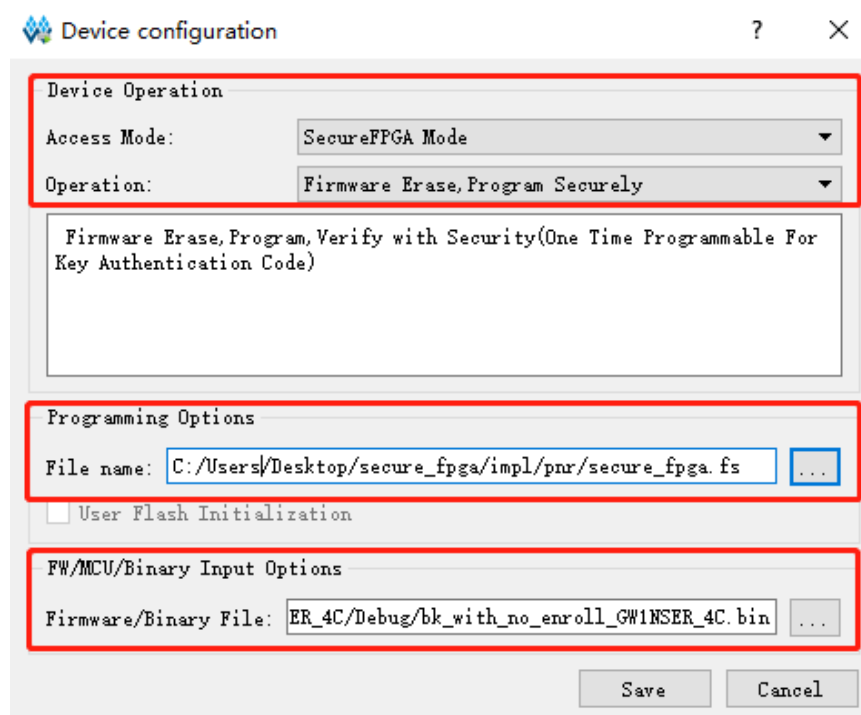 Device configuration
?
Device Operation
Access Mode:
SecureFPGA Mode
Operation:
Firmware Erase,Program Securely
Firmware Erase,Program,Verify with Security(One Time Programmable For
Key Authentication Code)
Programming Options
File name:
C:/Users/Desktop/secure_fpga/impl/pnr/secure_fpga.fs
...
User Flash Initialization
FW/MCU/Binary Input Options
Firmware/Binary File:
ER_4C/Debug/bk_with_no_enroll_GW1NSER_4C.bin
...
Save
Cancel